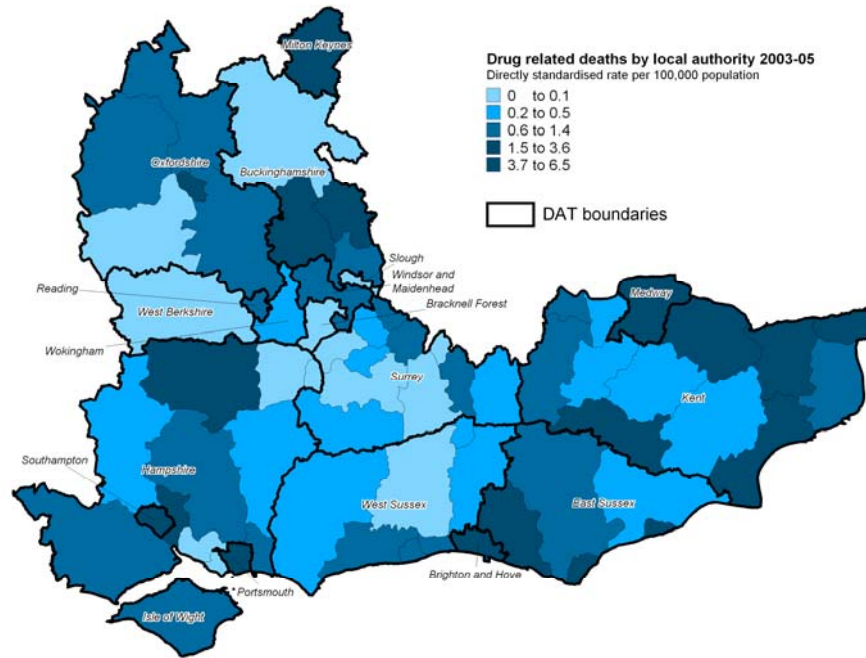 Milton Keynes
Drug related deaths by local authority 2003-05
Directly standardised rate per 100,000 population
0 to 0.1
0.2 to 0.5
0.6 to 1.4
1.5 to 3.6
3.7 to 6.5
DAT boundaries
Oxfordshire
Buckinghamshire
Slough
Windsor and
Maidenhead
Bracknell Forest
Reading
West Berkshire
Medway
Wokingham
Surrey
Kent
Southampton
Hampshire
West Sussex
East Sussex
Brighton and Hove
* Portsmouth
Isle of Wight